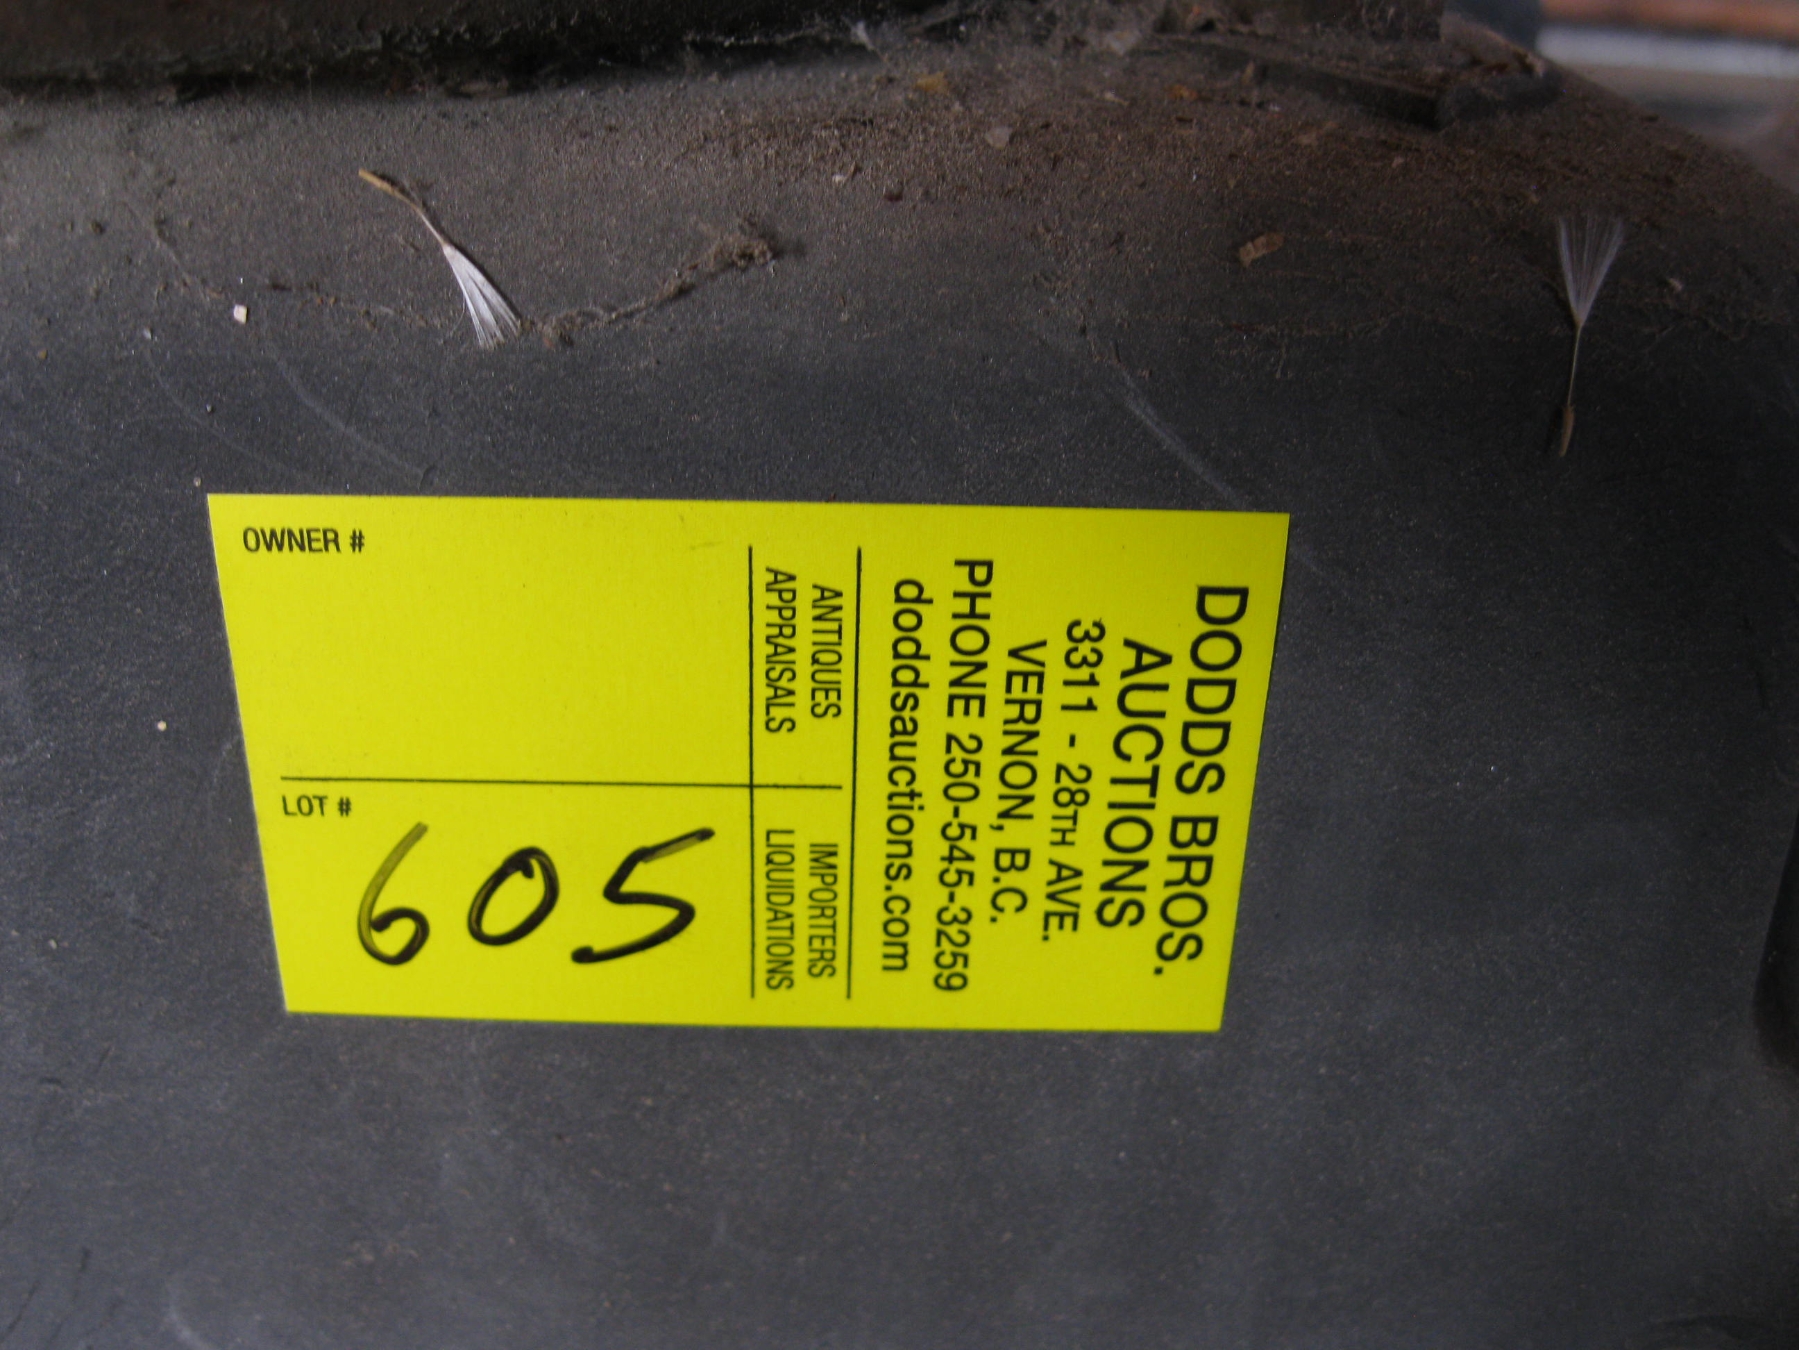 DODDS BROS.
AUCTIONS
3311 - 28TH AVE.
VERNON, B.C.
PHONE 250-545-3259
doddsauctions.com
ANTIQUES
APPRAISALS
IMPORTERS
LIQUIDATIONS
OWNER #
LOT #
605